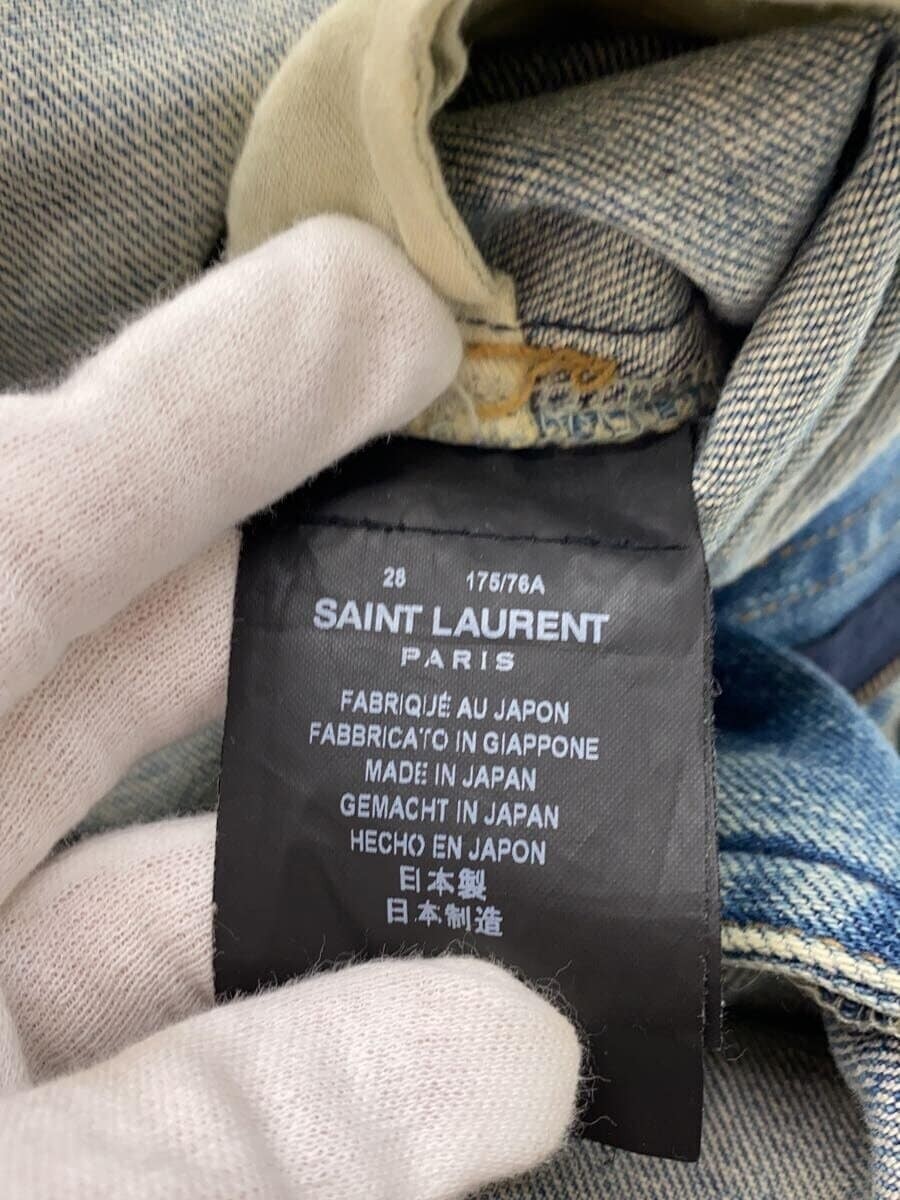 28 175/76A
SAINT LAURENT
PARIS
FABRIQUÉ AU JAPON
FABBRICATO IN GIAPPONE
MADE IN JAPAN
GEMACHT IN JAPAN
HECHO EN JAPON
日本製
日本制造